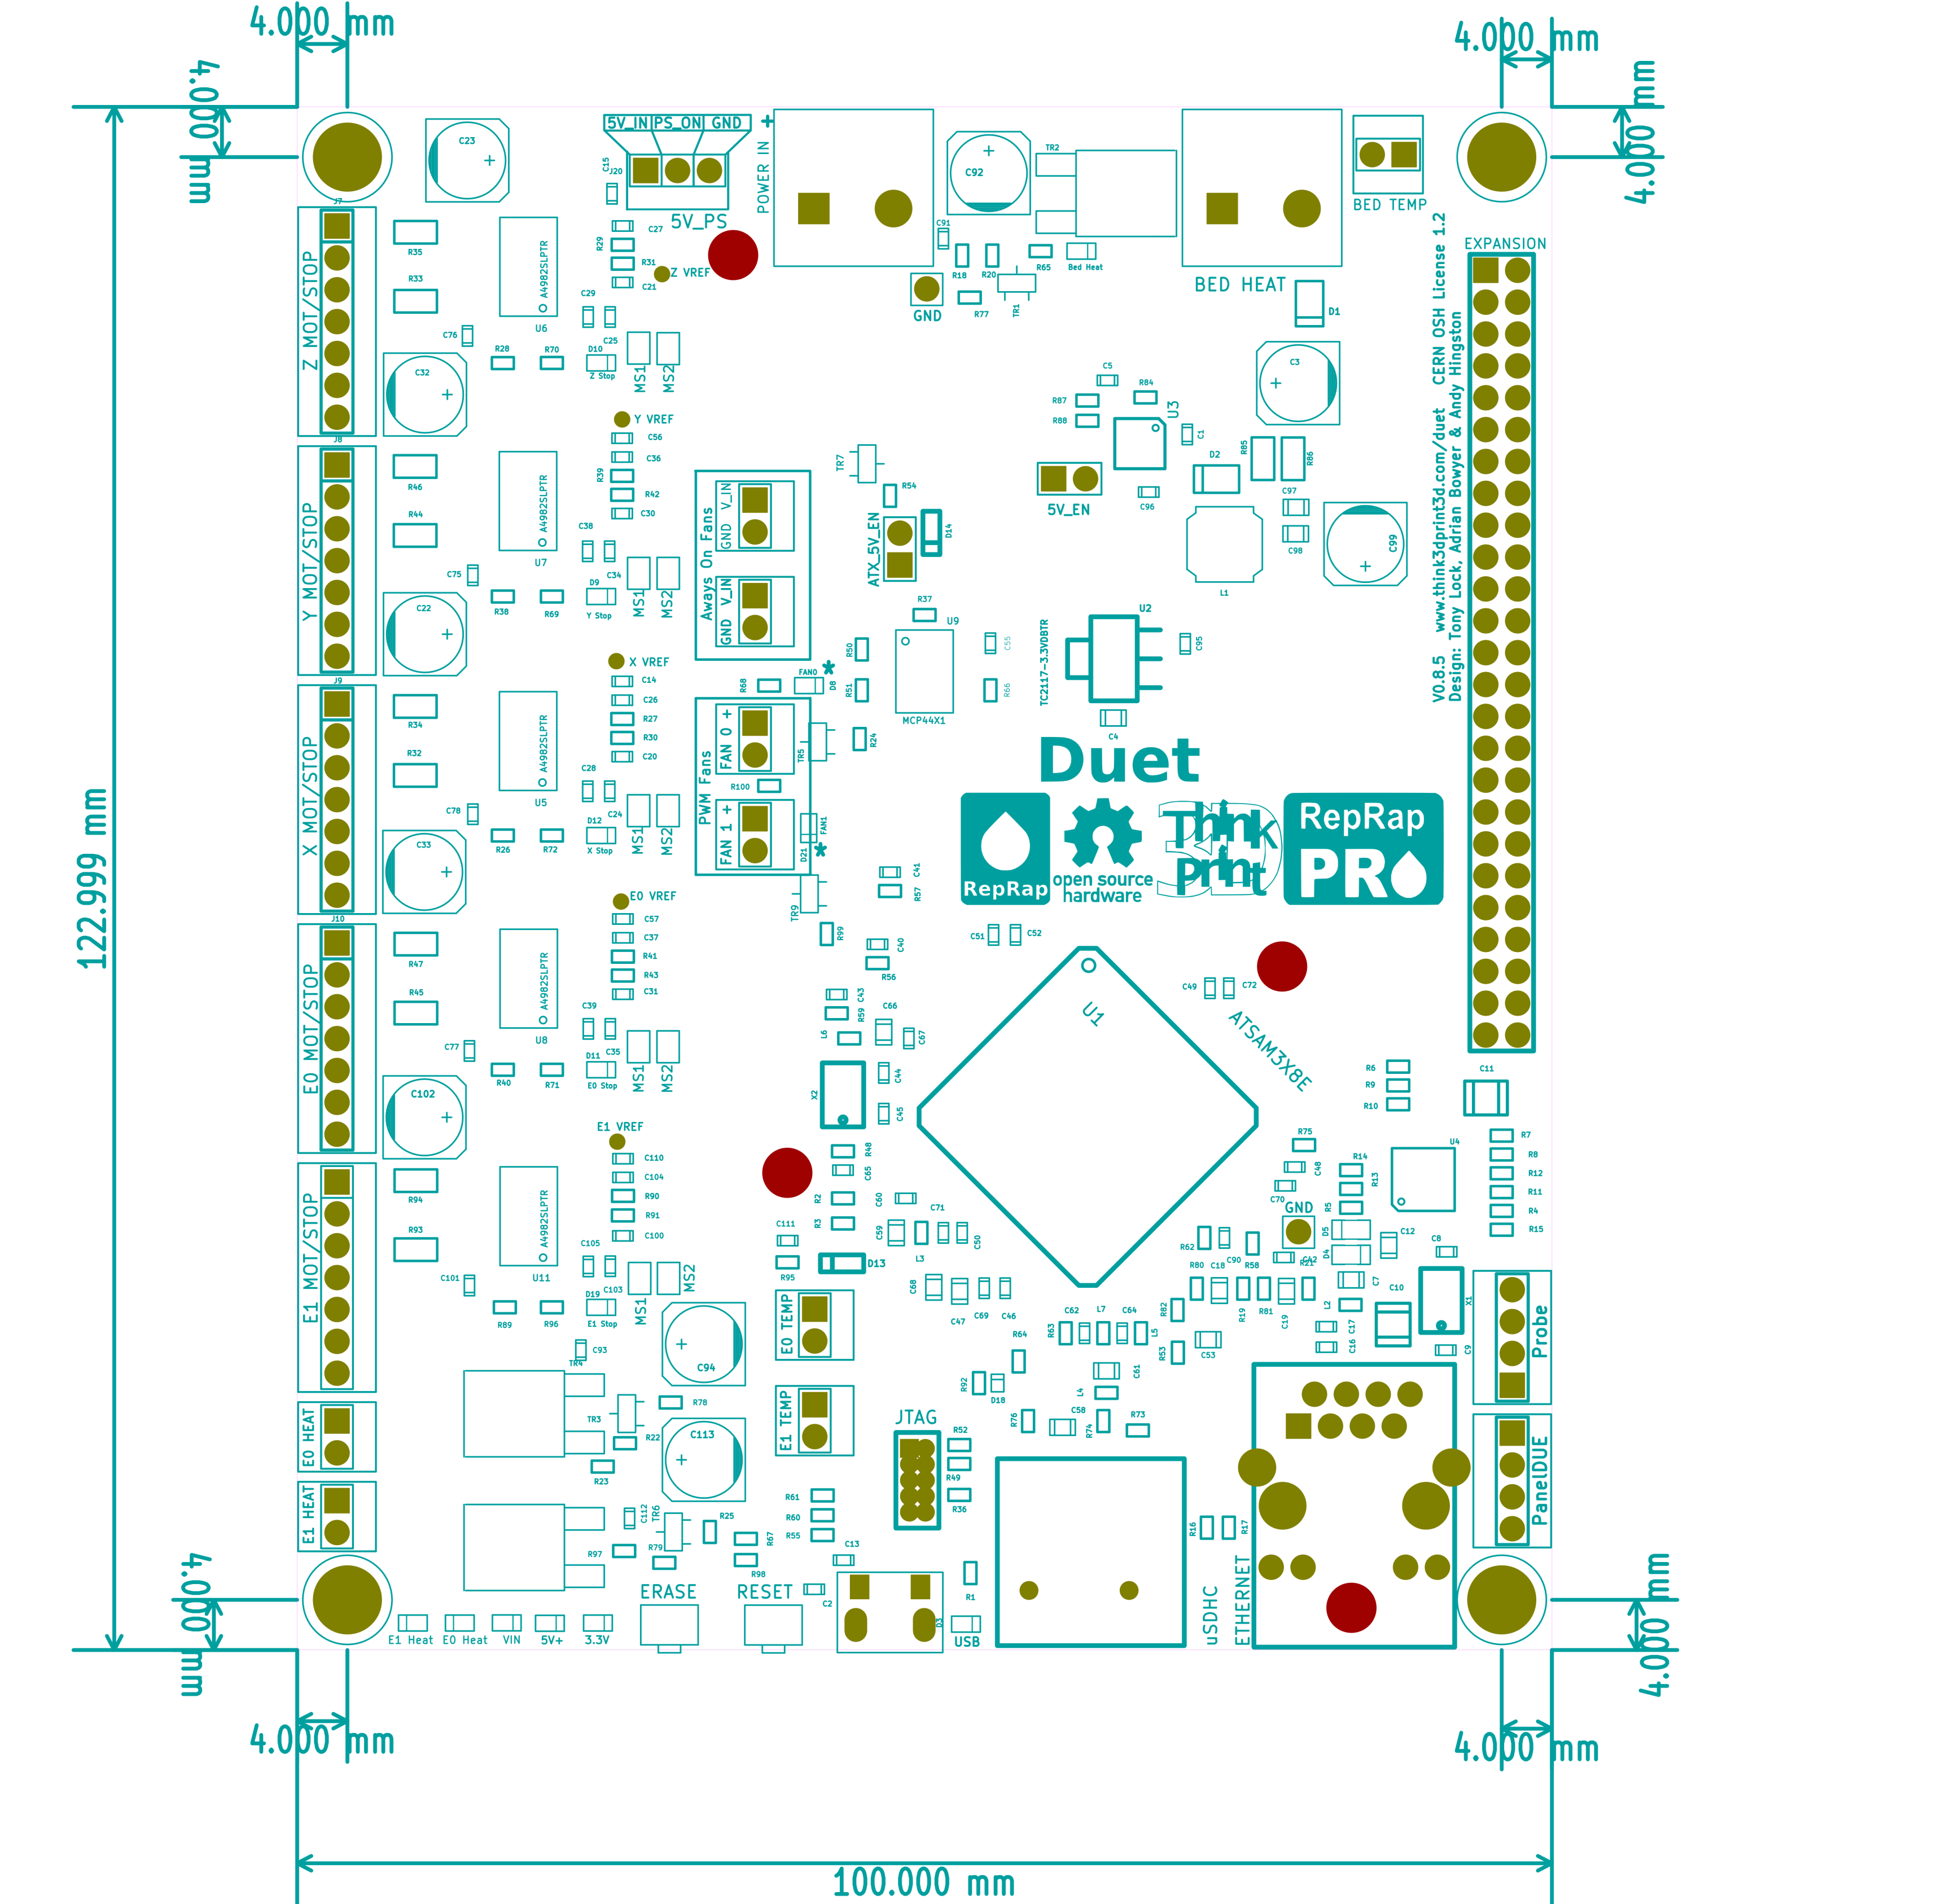 4.000 mm
4.000 mm
4.000 mm
4.000 mm
C23
C15
5V_IN PS_ON GND +
J20
5V_PS
POWER IN
C92
TR2
BED TEMP
J7
R35
R33
A4982SLPTR
U6
C27
R29
R31
Z VREF
C21
C91
R18
R20
R65
Bed Heat
TR1
R77
GND
BED HEAT
D1
EXPANSION
Z MOT/STOP
C29
C25
C76
R28
R70
D10
Z Stop
MS1
MS2
C32
C5
R84
R87
R88
U3
C1
C3
V0.8.5 www.think3dprint3d.com/duet CERN OSH License 1.2
Design: Tony Lock, Adrian Bowyer & Andy Hingston
J8
Y VREF
C56
C36
R39
R42
C30
R46
R44
A4982SLPTR
U7
Y MOT/STOP
C38
C34
C75
R38
R69
D9
Y Stop
MS1
MS2
C22
Aways On Fans
GND V_IN
GND V_IN
TR7
R54
ATX_5V_EN
D14
5V_EN
C96
D2
R85
R86
C97
C98
C99
L1
R37
U9
R50
R51
MCP44X1
C55
R66
TC2117-3.3VDBTR
U2
C95
C4
X VREF
J9
C14
C26
R27
R30
C20
R34
R32
A4982SLPTR
U5
X MOT/STOP
C28
C24
C78
R26
R72
D12
X Stop
MS1
MS2
C33
R68
FAN0
D8
*
PWM Fans
FAN 0 +
TR5
R24
R100
FAN 1 +
D21
FAN1
*
TR9
C41
R57
R99
C40
R56
Duet
RepRap
open source
hardware
Think
3D
Print
RepRap
PRO
C51
C52
E0 VREF
J10
C57
C37
R41
R43
C31
R47
R45
A4982SLPTR
U8
E0 MOT/STOP
C39
C35
C77
R40
R71
D11
E0 Stop
MS1
MS2
C102
C43
R59
C66
L6
C67
X2
C44
C45
U1
ATSAM3X8E
C49
C72
R6
R9
R10
C11
R7
R8
R12
R11
R4
R15
U4
R75
R14
C48
R13
C70
R5
GND
D5
D4
C12
C8
C7
C10
X1
C9
E1 VREF
C110
C104
R90
R91
C100
R94
R93
A4982SLPTR
U11
E1 MOT/STOP
C105
C103
C101
R89
R96
D19
E1 Stop
MS1
MS2
C93
R48
C65
R2
R3
C60
C59
C71
L3
C50
C111
R95
D13
C68
C47
C69
C46
R62
C90
R58
C42
R21
R80
C18
R19
R81
C19
L2
C17
C16
R82
R53
C53
C62
L7
C64
R63
L5
R64
R92
D18
C61
L4
R76
C58
R74
R73
E0 TEMP
E1 TEMP
C94
C113
TR4
TR3
R78
R22
R23
E0 HEAT
E1 HEAT
C112
TR6
R25
R67
R79
R97
R98
R61
R60
R55
JTAG
R52
R49
R36
C13
C2
R1
D3
USB
uSDHC
ETHERNET
R16
R17
Probe
PanelDUE
E1 Heat
E0 Heat
VIN
5V+
3.3V
ERASE
RESET
122.999 mm
4.000 mm
4.000 mm
4.000 mm
4.000 mm
100.000 mm